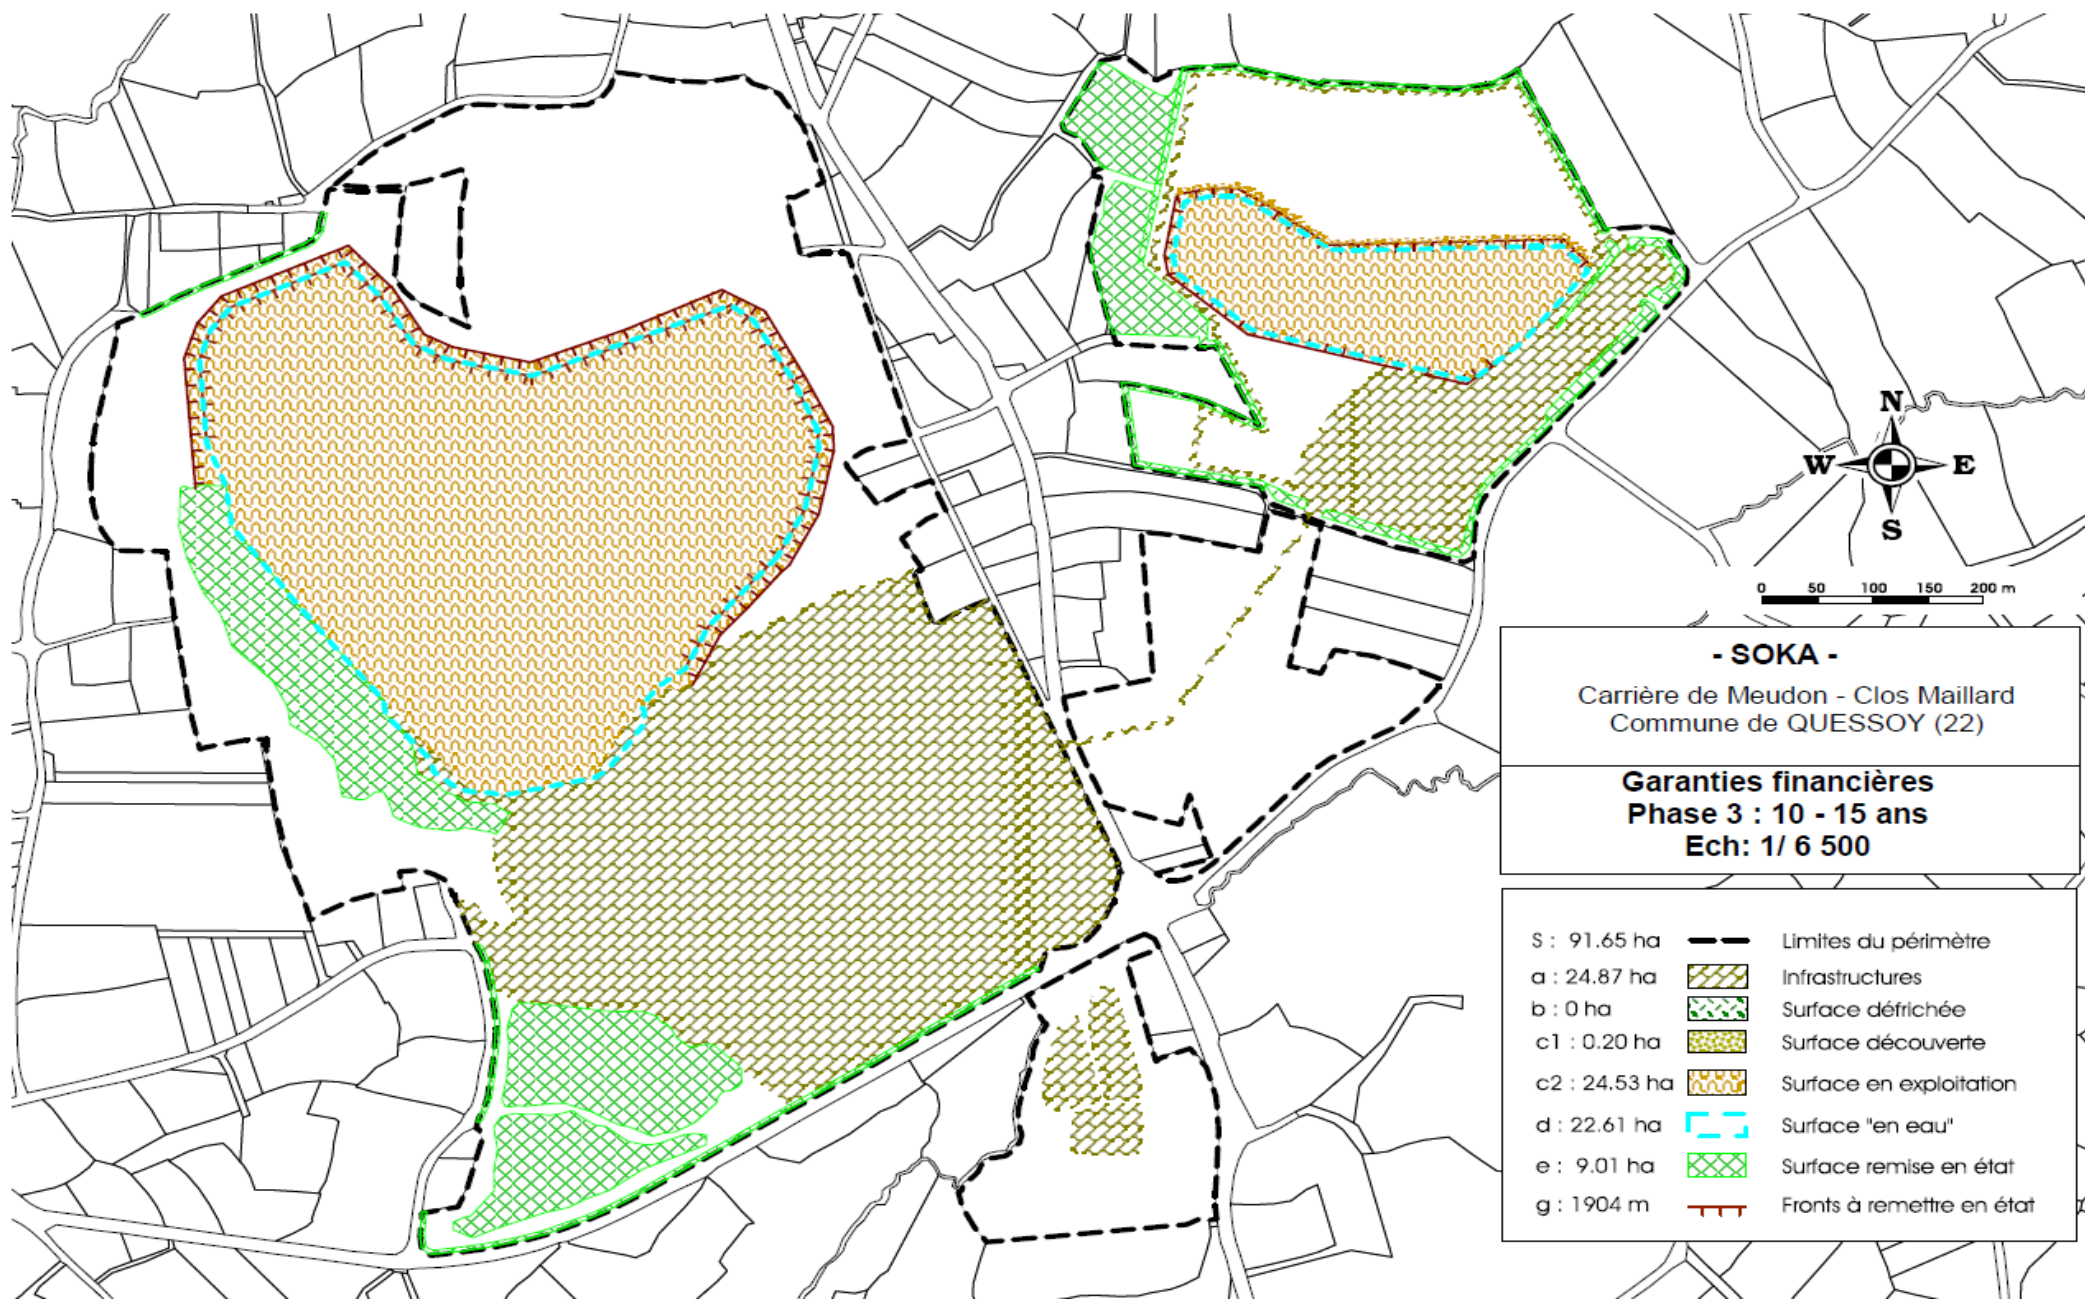 N
W E
S
0 50 100 150 200 m
- SOKA -
Carrière de Meudon - Clos Maillard
Commune de QUESSOY (22)
Garanties financières
Phase 3 : 10 - 15 ans
Ech: 1/ 6 500
S : 91.65 ha Limites du périmètre
a : 24.87 ha Infrastructures
b : 0 ha Surface défrichée
c1 : 0.20 ha Surface découverte
c2 : 24.53 ha Surface en exploitation
d : 22.61 ha Surface "en eau"
e : 9.01 ha Surface remise en état
g : 1904 m Fronts à remettre en état